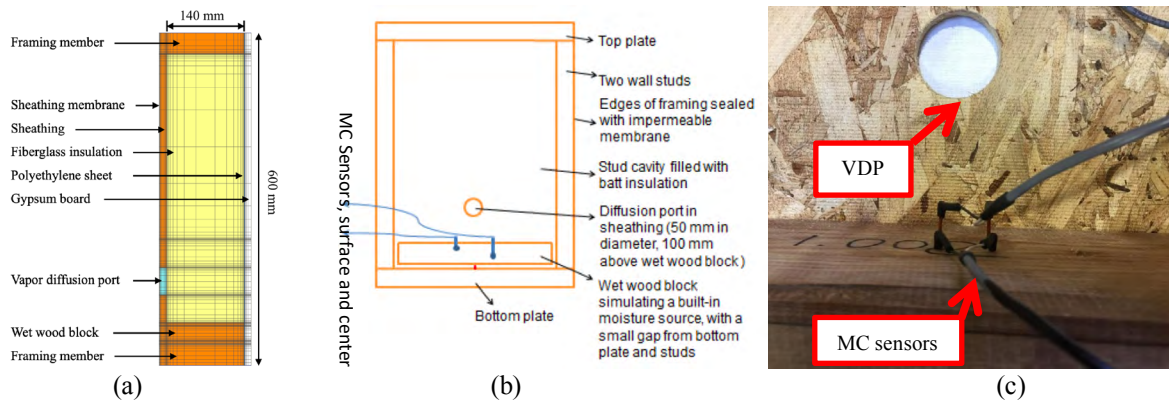 140 mm
Framing member
Sheathing membrane
Sheathing
Fiberglass insulation
Polyethylene sheet
Gypsum board
600 mm
Vapor diffusion port
Wet wood block
Framing member
(a)
MC Sensors, surface and center
Top plate
Two wall studs
Edges of framing sealed
with impermeable
membrane
Stud cavity filled with
batt insulation
Diffusion port in
sheathing (50 mm in
diameter, 100 mm
above wet wood block)
Wet wood block
simulating a built-in
moisture source, with a
small gap from bottom
plate and studs
Bottom plate
(b)
VDP
MC sensors
(c)